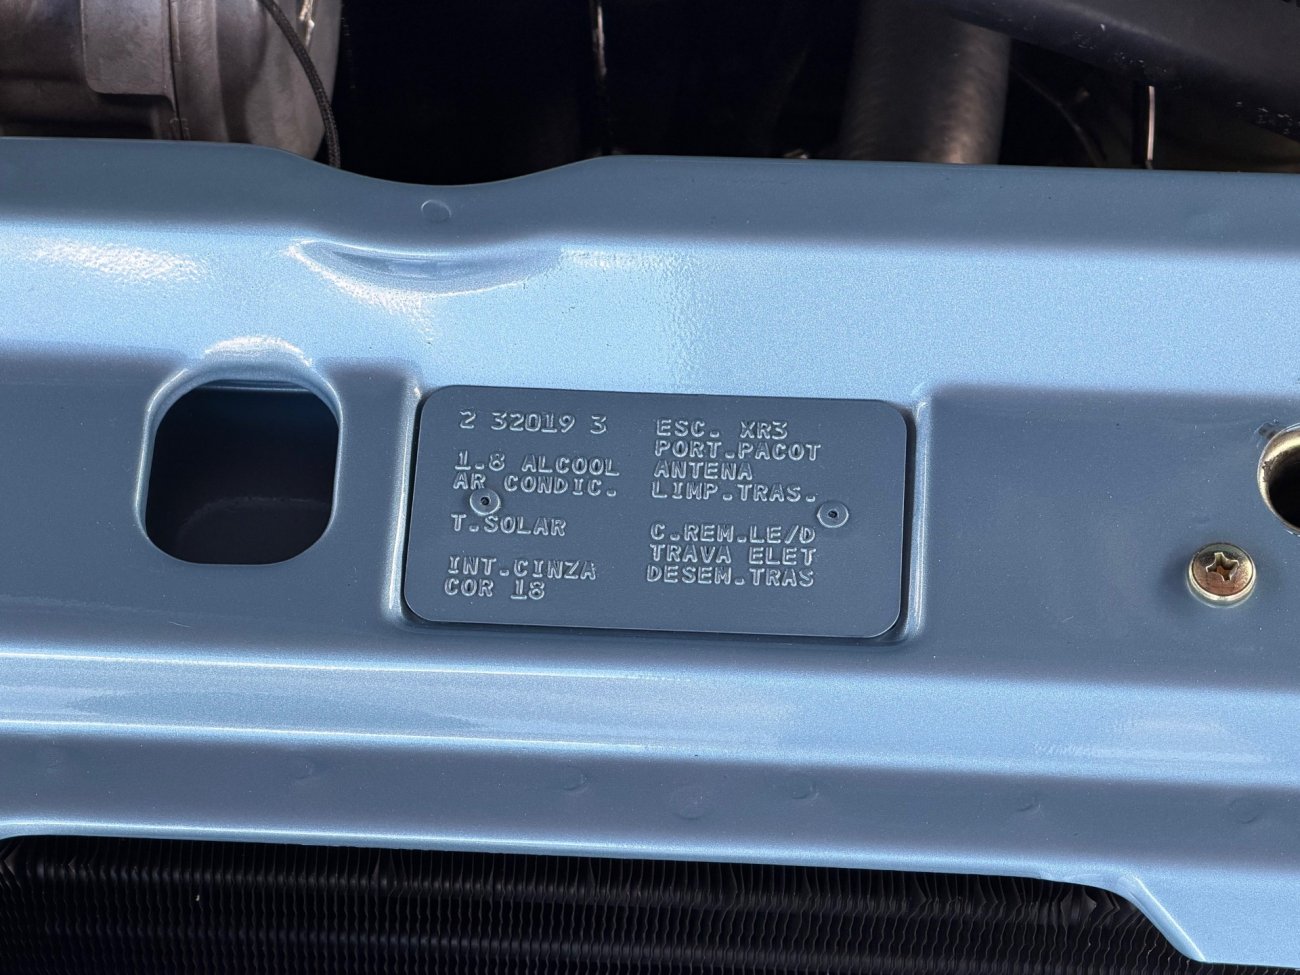 2 32019 3
1.8 ALCOOL
AR CONDIC.
T.SOLAR
INT.CINZA
COR 18
ESC. XR3
PORT.PACOT
ANTENA
LIMP.TRAS.
C.REM.LE/D
TRAVA ELET
DESEM.TRAS